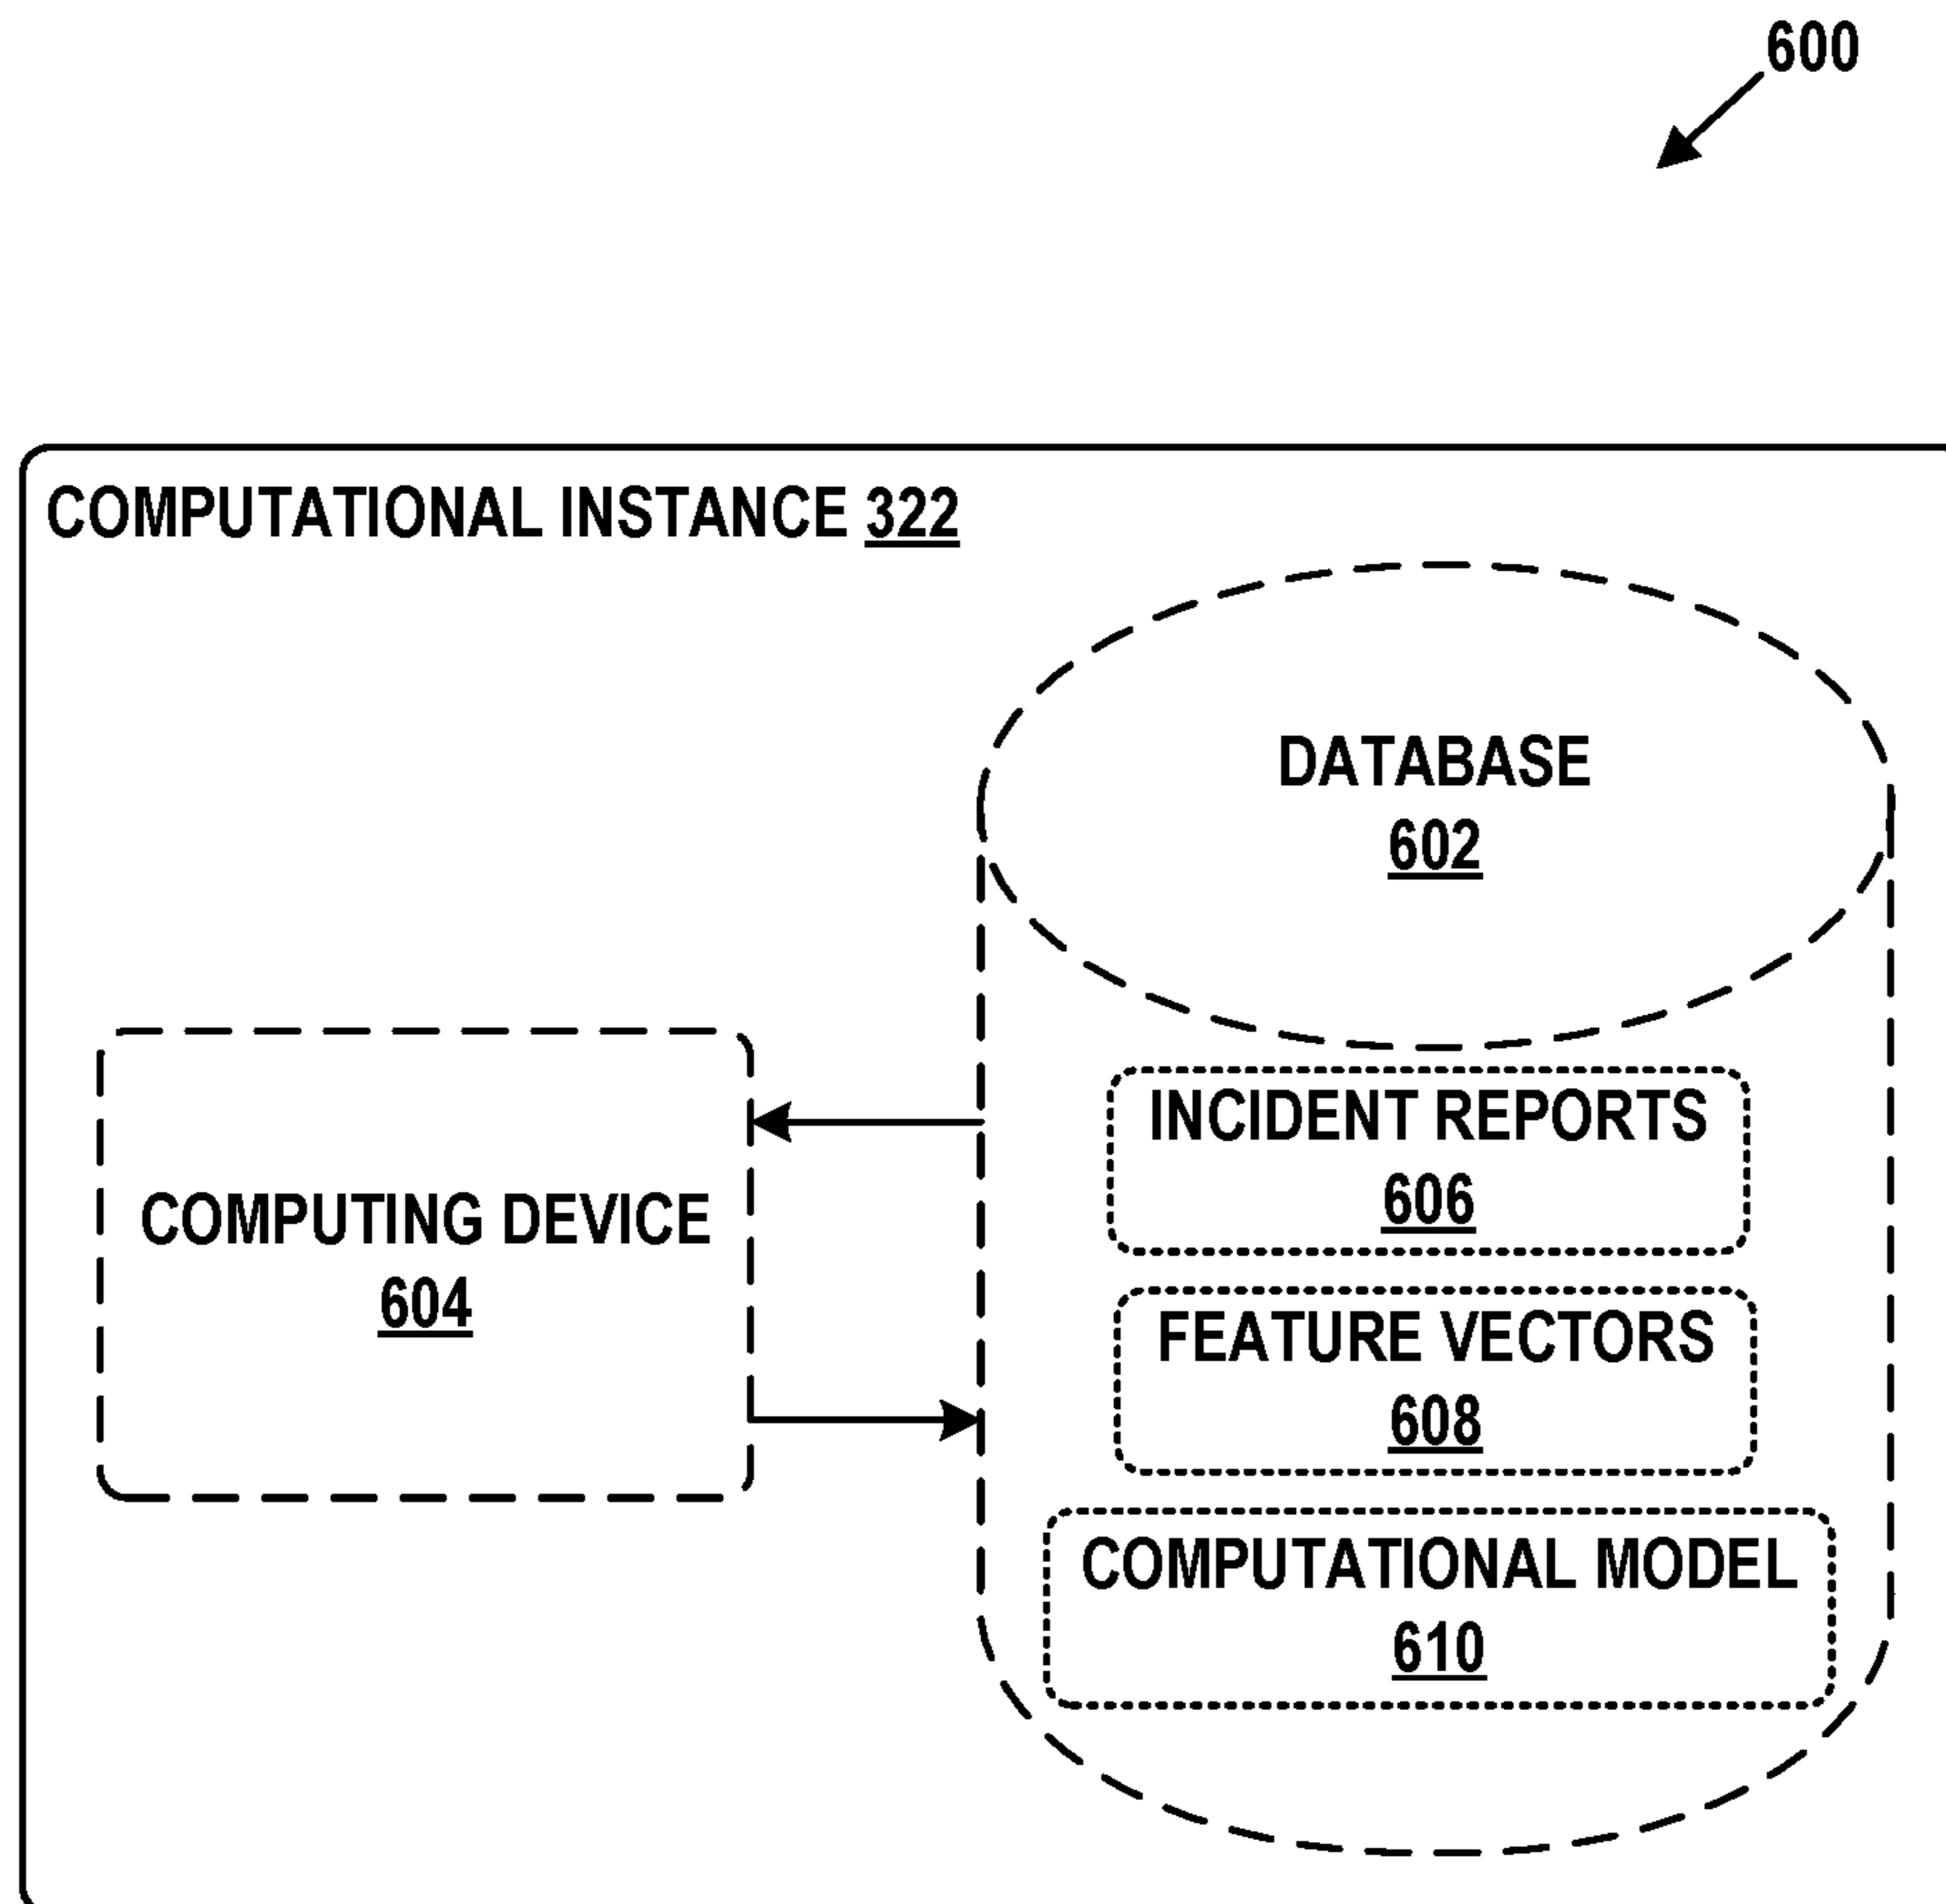 600
COMPUTATIONAL INSTANCE 322
DATABASE
602
INCIDENT REPORTS
606
COMPUTING DEVICE
604
FEATURE VECTORS
608
COMPUTATIONAL MODEL
610